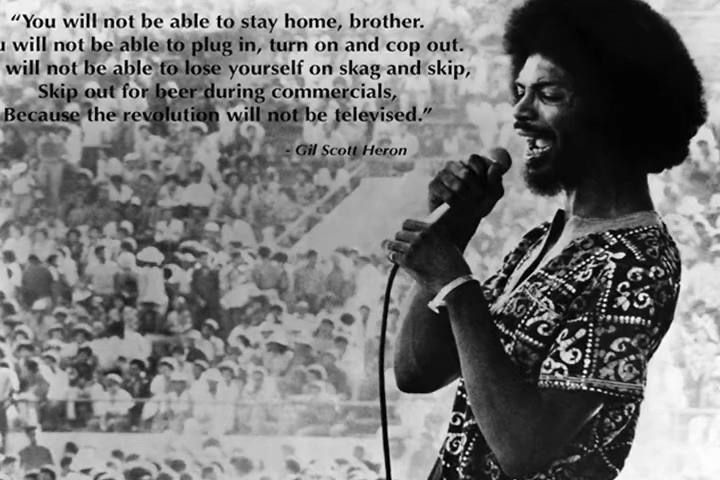 “You will not be able to stay home, brother.
u will not be able to plug in, turn on and cop out.
will not be able to lose yourself on skag and skip,
Skip out for beer during commercials,
Because the revolution will not be televised.”
- Gil Scott Heron